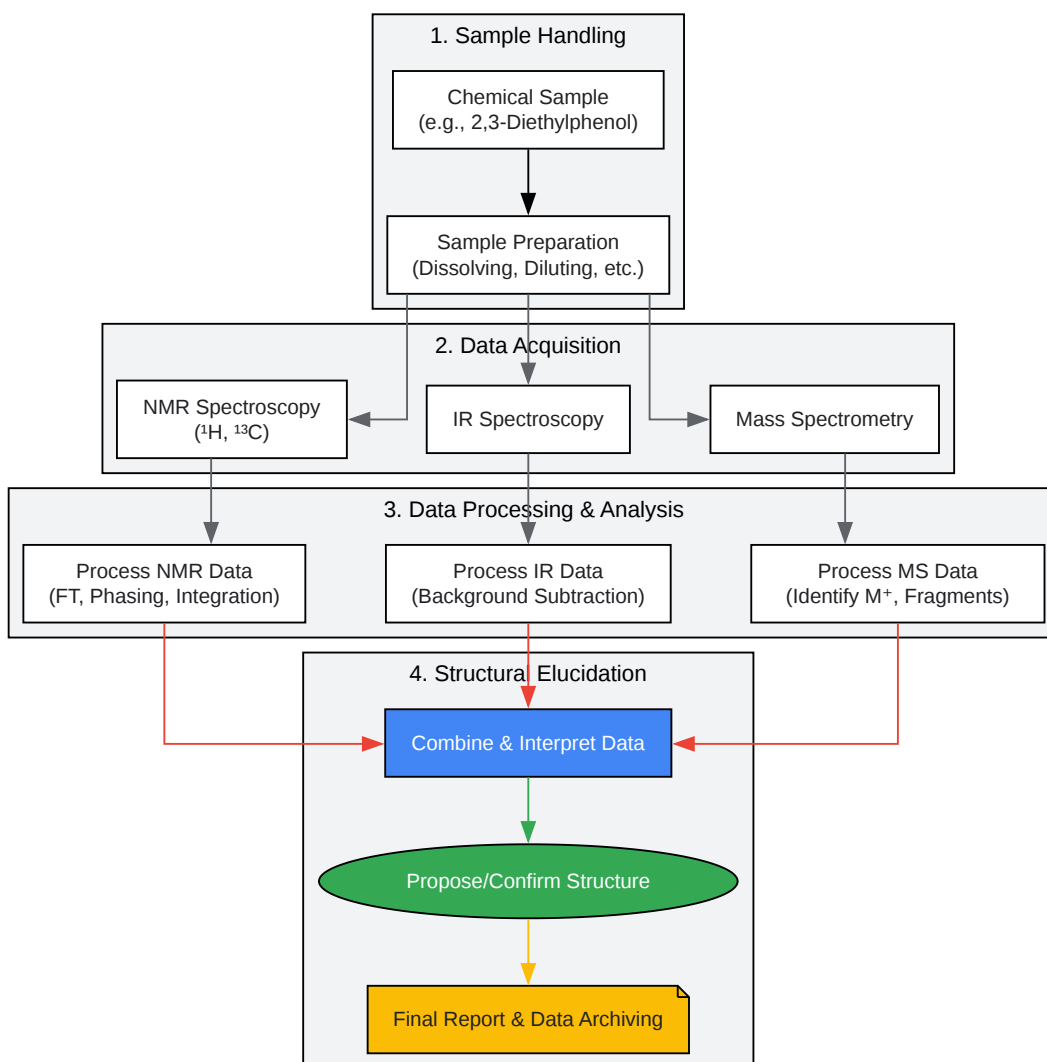 1. Sample Handling
Chemical Sample
(e.g., 2,3-Diethylphenol)
Sample Preparation
(Dissolving, Diluting, etc.)
2. Data Acquisition
NMR Spectroscopy
(¹H, ¹³C)
IR Spectroscopy
Mass Spectrometry
3. Data Processing & Analysis
Process NMR Data
(FT, Phasing, Integration)
Process IR Data
(Background Subtraction)
Process MS Data
(Identify M⁺, Fragments)
4. Structural Elucidation
Combine & Interpret Data
Propose/Confirm Structure
Final Report & Data Archiving